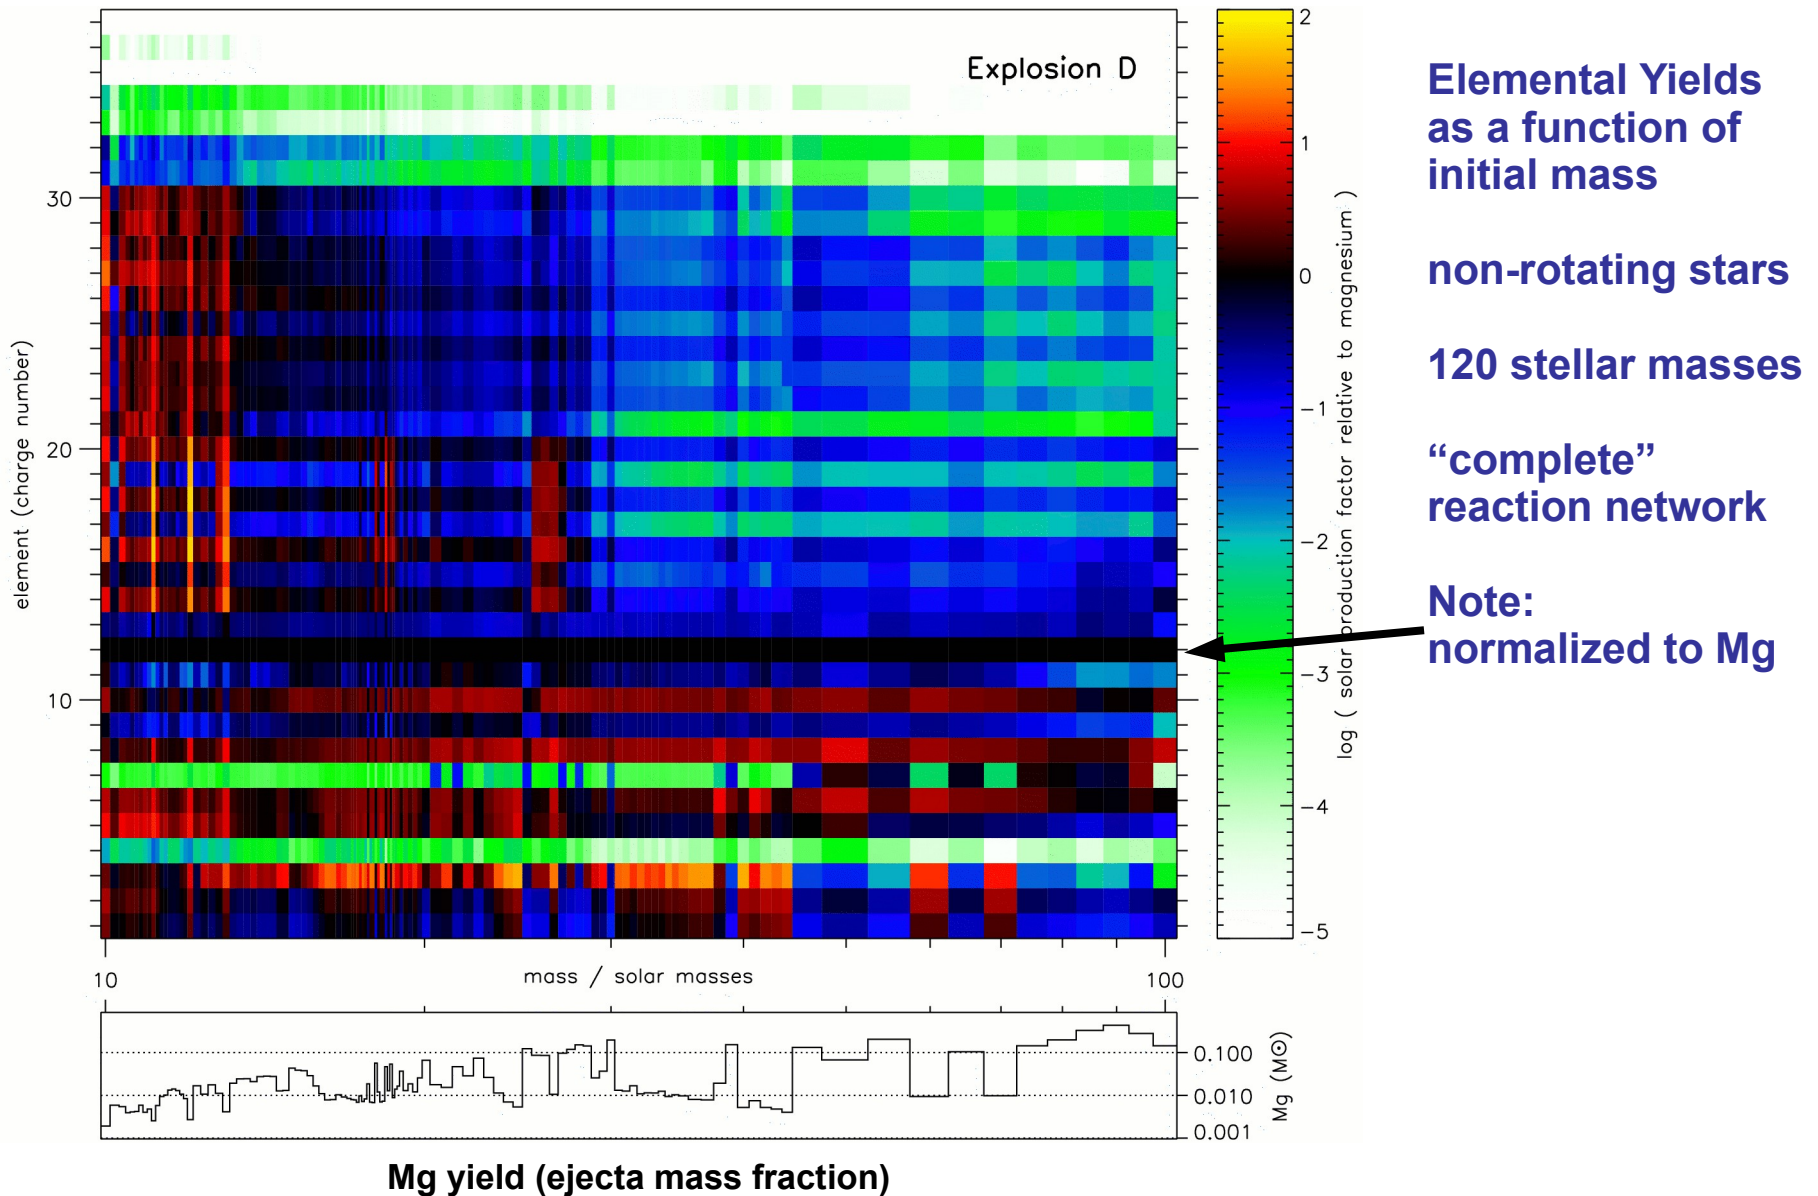 Explosion D
element (charge number)
30
20
10
10
mass / solar masses
100
2
1
0
−1
−2
−3
−4
−5
log ( solar production factor relative to magnesium )
0.100
0.010
0.001
Mg (M⊙)
Mg yield (ejecta mass fraction)
Elemental Yields
as a function of
initial mass
non-rotating stars
120 stellar masses
“complete”
reaction network
Note:
normalized to Mg